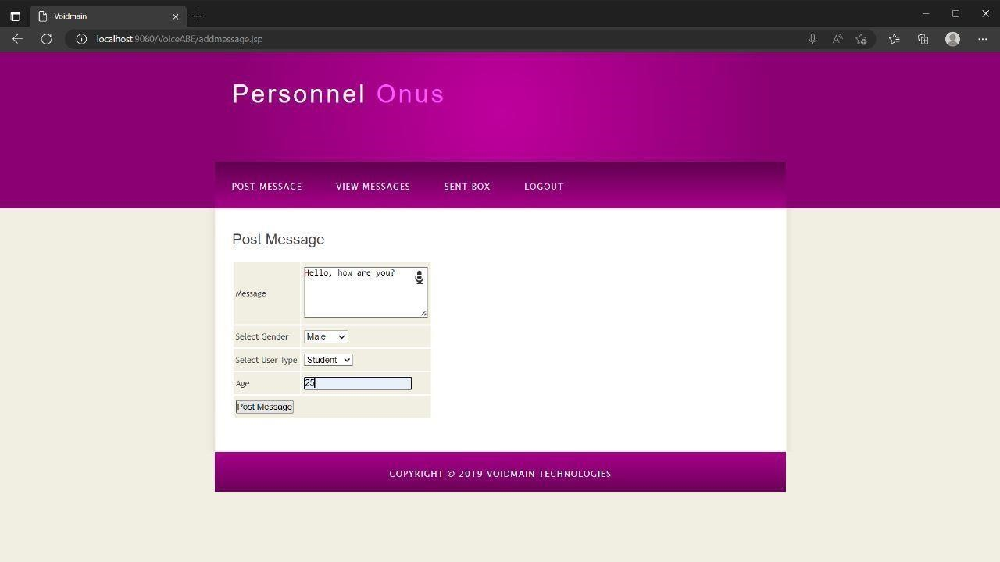 Voidmain
localhost:9080/VoiceABE/addmessage.jsp
Personnel Onus
POST MESSAGE VIEW MESSAGES SENT BOX LOGOUT
Post Message
Message Hello, how are you?
Select Gender Male
Select User Type Student
Age 25
Post Message
COPYRIGHT © 2019 VOIDMAIN TECHNOLOGIES